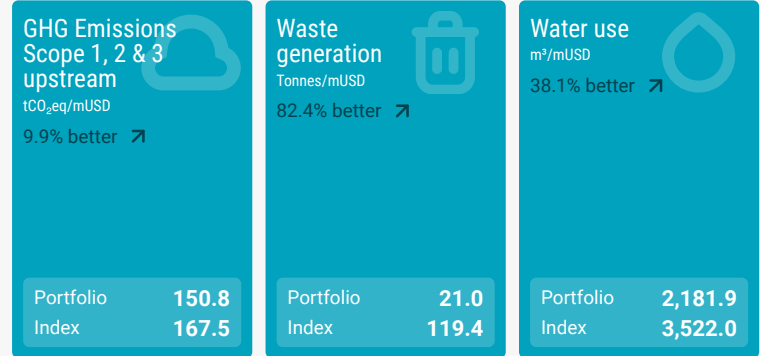 GHG Emissions
Scope 1, 2 & 3
upstream
tCO₂eq/mUSD
9.9% better
Portfolio 150.8
Index 167.5
Waste
generation
Tonnes/mUSD
82.4% better
Portfolio 21.0
Index 119.4
Water use
m³/mUSD
38.1% better
Portfolio 2,181.9
Index 3,522.0